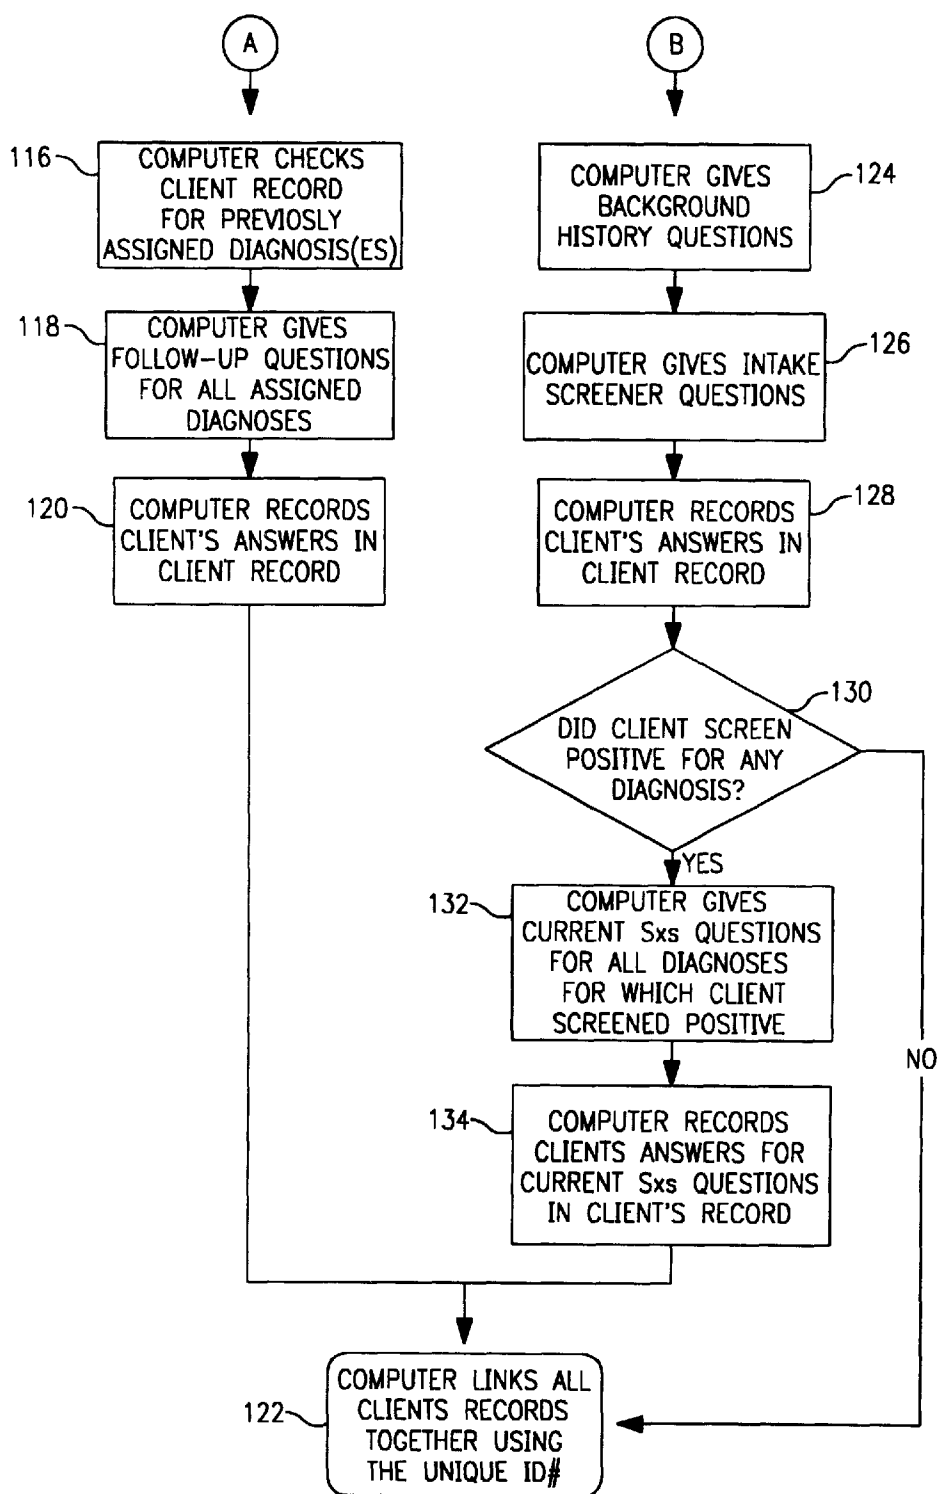 A
116
COMPUTER CHECKS
CLIENT RECORD
FOR PREVIOSLY
ASSIGNED DIAGNOSIS(ES)
118
COMPUTER GIVES
FOLLOW-UP QUESTIONS
FOR ALL ASSIGNED
DIAGNOSES
120
COMPUTER RECORDS
CLIENT'S ANSWERS IN
CLIENT RECORD
B
124
COMPUTER GIVES
BACKGROUND
HISTORY QUESTIONS
126
COMPUTER GIVES INTAKE
SCREENER QUESTIONS
128
COMPUTER RECORDS
CLIENT'S ANSWERS IN
CLIENT RECORD
130
DID CLIENT SCREEN
POSITIVE FOR ANY
DIAGNOSIS?
YES
132
COMPUTER GIVES
CURRENT Sxs QUESTIONS
FOR ALL DIAGNOSES
FOR WHICH CLIENT
SCREENED POSITIVE
NO
134
COMPUTER RECORDS
CLIENTS ANSWERS FOR
CURRENT Sxs QUESTIONS
IN CLIENT'S RECORD
122
COMPUTER LINKS ALL
CLIENTS RECORDS
TOGETHER USING
THE UNIQUE ID#